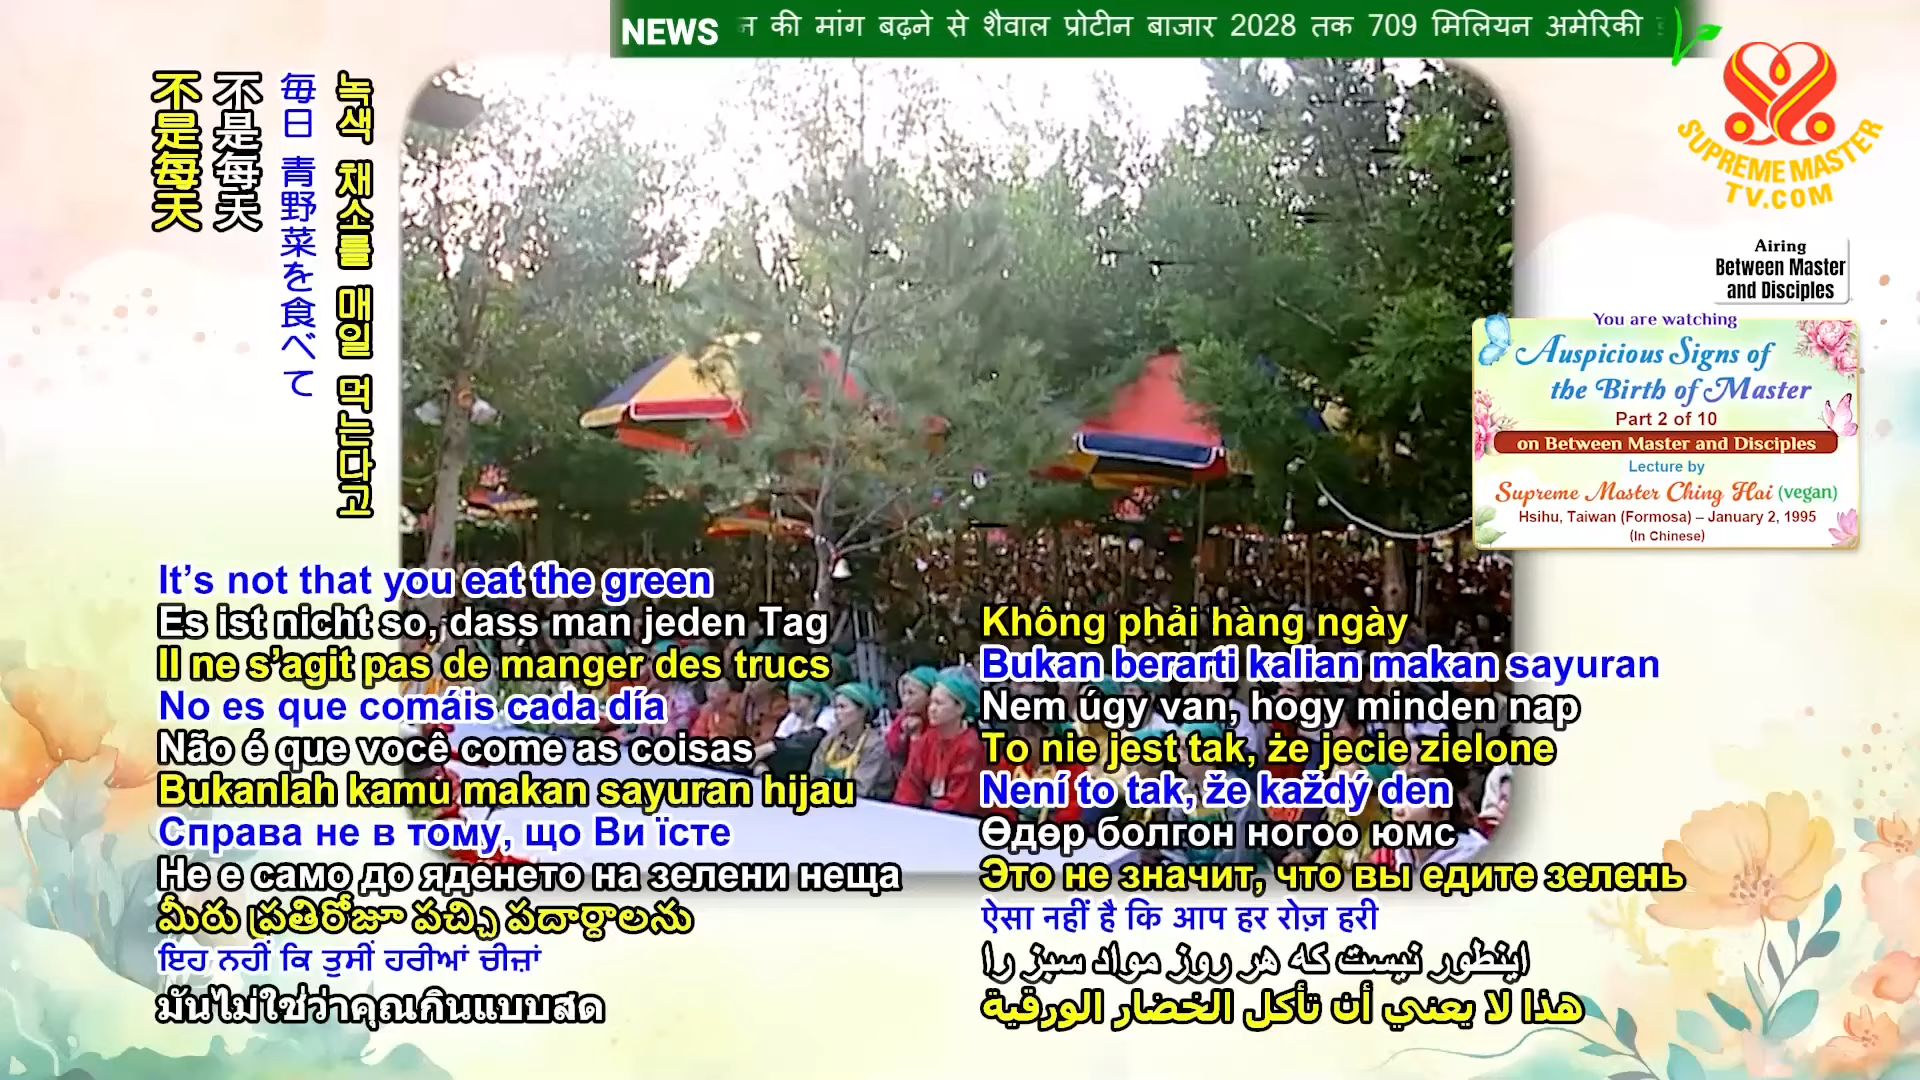 NEWS
की मांग बढ़ने से शैवाल प्रोटीन बाजार 2028 तक 709 मिलियन अमेरिकी
SUPREME MASTER
TV.COM
Airing
Between Master
and Disciples
You are watching
Auspicious Signs of
the Birth of Master
Part 2 of 10
on Between Master and Disciples
Lecture by
Supreme Master Ching Hai (vegan)
Hsihu, Taiwan (Formosa) – January 2, 1995
(In Chinese)
不是每天
不是每天
毎日 青野菜を食べて
녹색 채소를 매일 먹는다고
It's not that you eat the green
Es ist nicht so, dass man jeden Tag
Il ne s'agit pas de manger des trucs
No es que comáis cada día
Não é que você come as coisas
Bukanlah kamu makan sayuran hijau
Справа не в тому, що Ви їсте
Не е само до яденето на зелени неща
మీరు ప్రతిరోజూ పచ్చి పదార్థాలను
ਇਹ ਨਹੀਂ ਕਿ ਤੁਸੀਂ ਹਰੀਆਂ ਚੀਜ਼ਾਂ
มันไม่ใช่ว่าคุณกินแบบสด
Không phải hàng ngày
Bukan berarti kalian makan sayuran
Nem úgy van, hogy minden nap
To nie jest tak, że jecie zielone
Není to tak, že každý den
Өдөр болгон ногоо юмс
Это не значит, что вы едите зелень
ऐसा नहीं है कि आप हर रोज़ हरी
اینطور نیست که هر روز مواد سبز را
هذا لا يعني أن تأكل الخضار الورقية